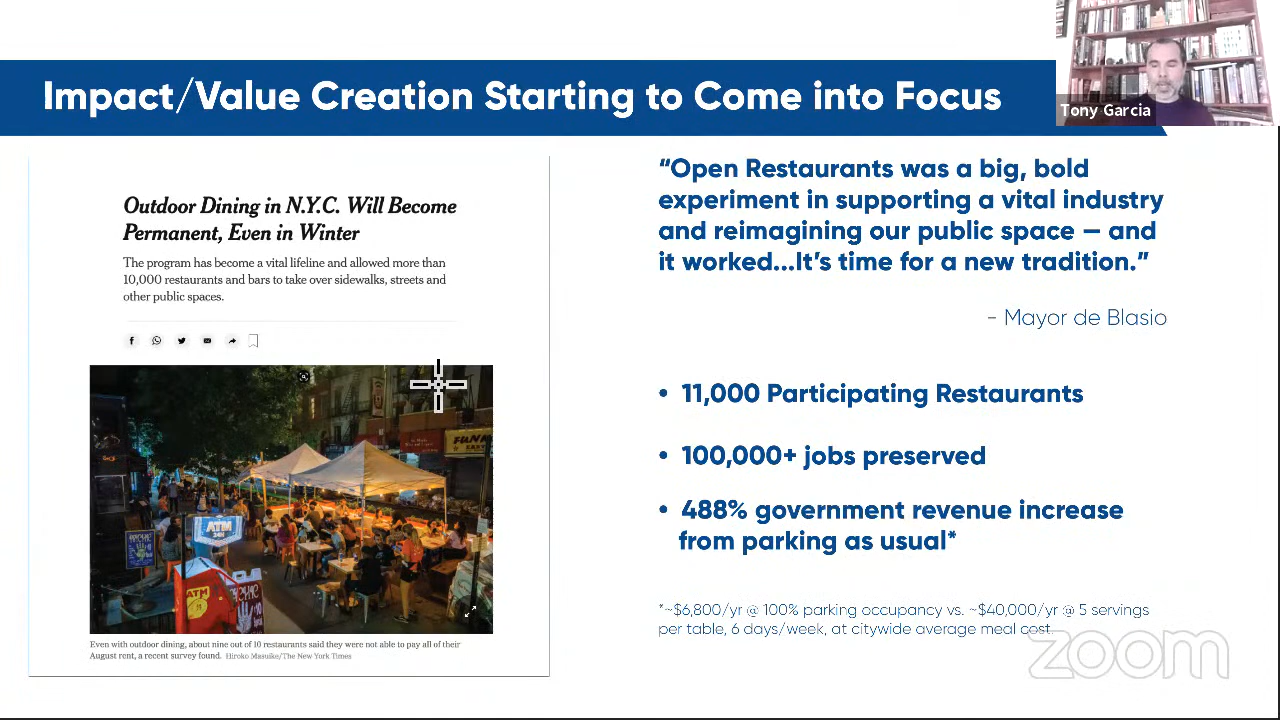 Impact/Value Creation Starting to Come into Focus
Tony Garcia
Outdoor Dining in N.Y.C. Will Become
Permanent, Even in Winter
The program has become a vital lifeline and allowed more than
10,000 restaurants and bars to take over sidewalks, streets and
other public spaces.
FUNK
ATM
24H
PSYCHIC
ATM
Even with outdoor dining, about nine out of 10 restaurants said they were not able to pay all of their
August rent, a recent survey found. Hiroko Masuike/The New York Times
“Open Restaurants was a big, bold
experiment in supporting a vital industry
and reimagining our public space — and
it worked...It’s time for a new tradition.”
- Mayor de Blasio
• 11,000 Participating Restaurants
• 100,000+ jobs preserved
• 488% government revenue increase
from parking as usual*
*~$6,800/yr @ 100% parking occupancy vs. ~$40,000/yr @ 5 servings
per table, 6 days/week, at citywide average meal cost.
zoom